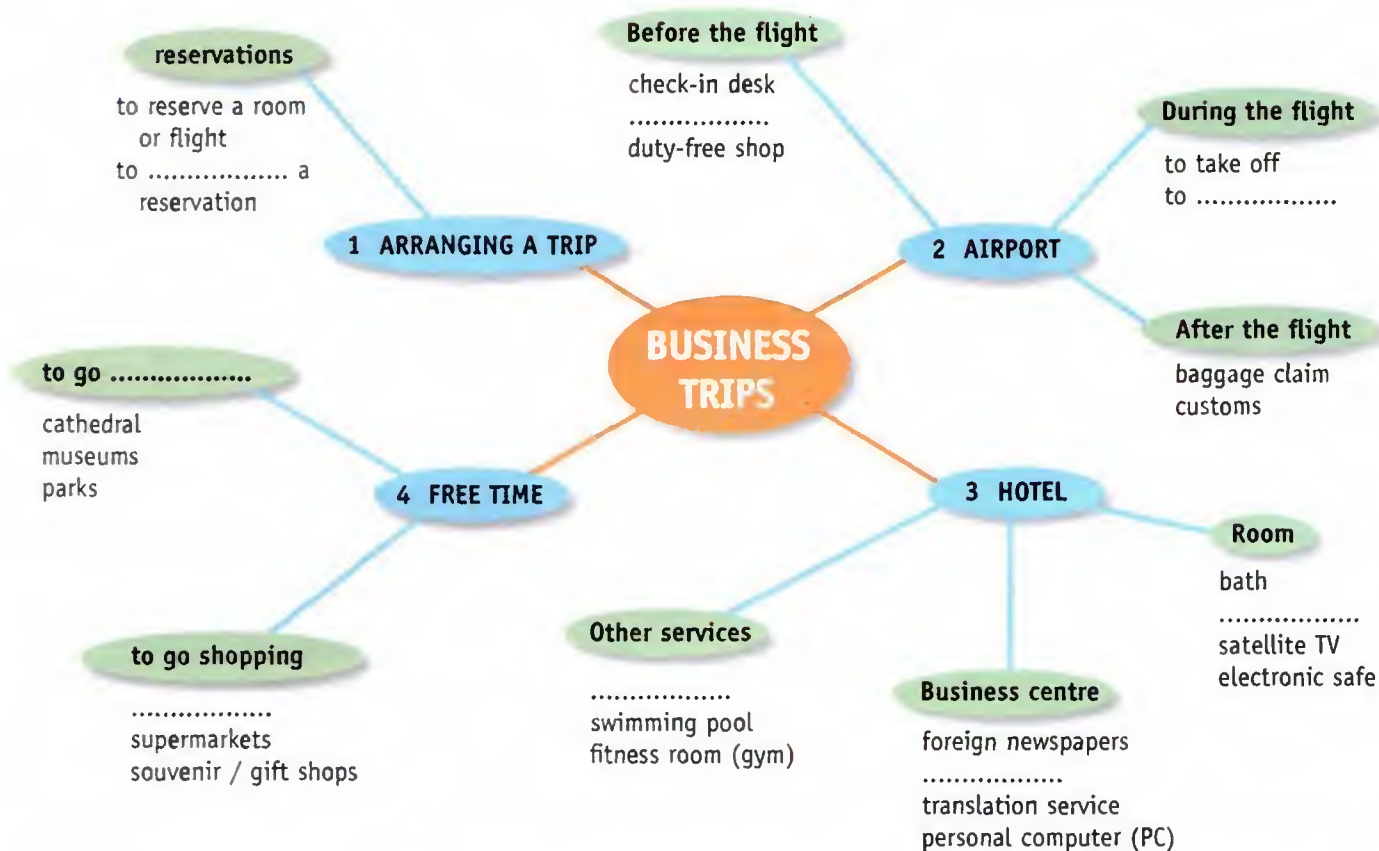 reservations
to reserve a room
or flight
to .................. a
reservation
1 ARRANGING A TRIP
Before the flight
check-in desk
..................
duty-free shop
During the flight
to take off
to ..................
2 AIRPORT
After the flight
baggage claim
customs
BUSINESS
TRIPS
to go ..................
cathedral
museums
parks
4 FREE TIME
to go shopping
..................
supermarkets
souvenir / gift shops
3 HOTEL
Other services
..................
swimming pool
fitness room (gym)
Business centre
foreign newspapers
..................
translation service
personal computer (PC)
Room
bath
..................
satellite TV
electronic safe